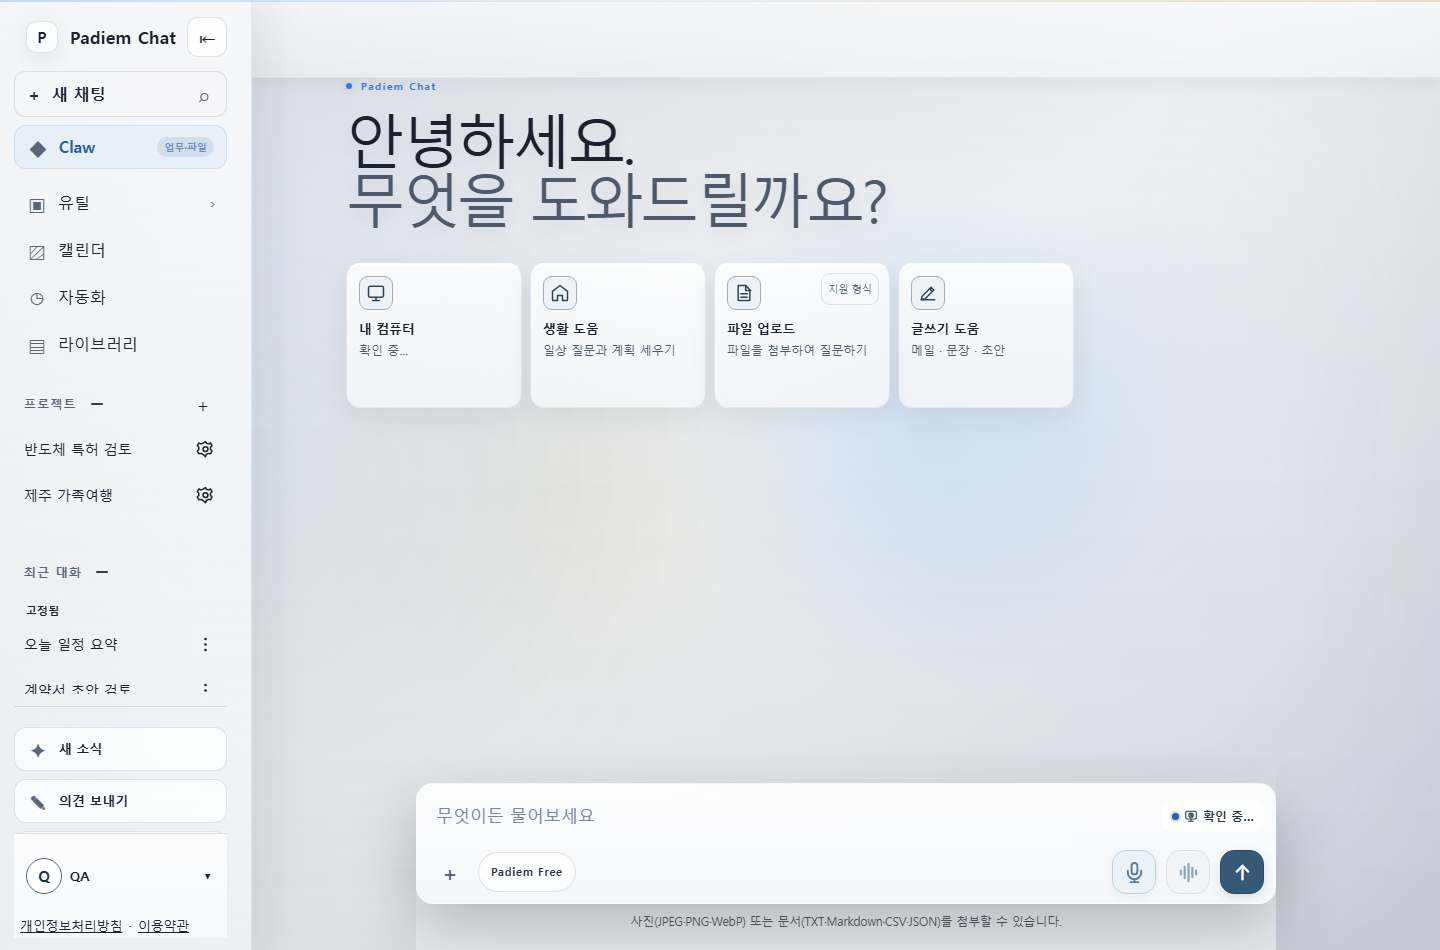 P Padiem Chat
+ 새 채팅
Claw 업무·파일
유틸
캘린더
자동화
라이브러리
프로젝트
반도체 특허 검토
제주 가족여행
최근 대화
고정됨
오늘 일정 요약
계약서 초안 검토
새 소식
의견 보내기
Q QA
개인정보처리방침 · 이용약관
Padiem Chat
안녕하세요.
무엇을 도와드릴까요?
내 컴퓨터
확인 중...
생활 도움
일상 질문과 계획 세우기
지원 형식
파일 업로드
파일을 첨부하여 질문하기
글쓰기 도움
메일 · 문장 · 초안
무엇이든 물어보세요
확인 중...
+ Padiem Free
사진(JPEG·PNG·WebP) 또는 문서(TXT·Markdown·CSV·JSON)를 첨부할 수 있습니다.